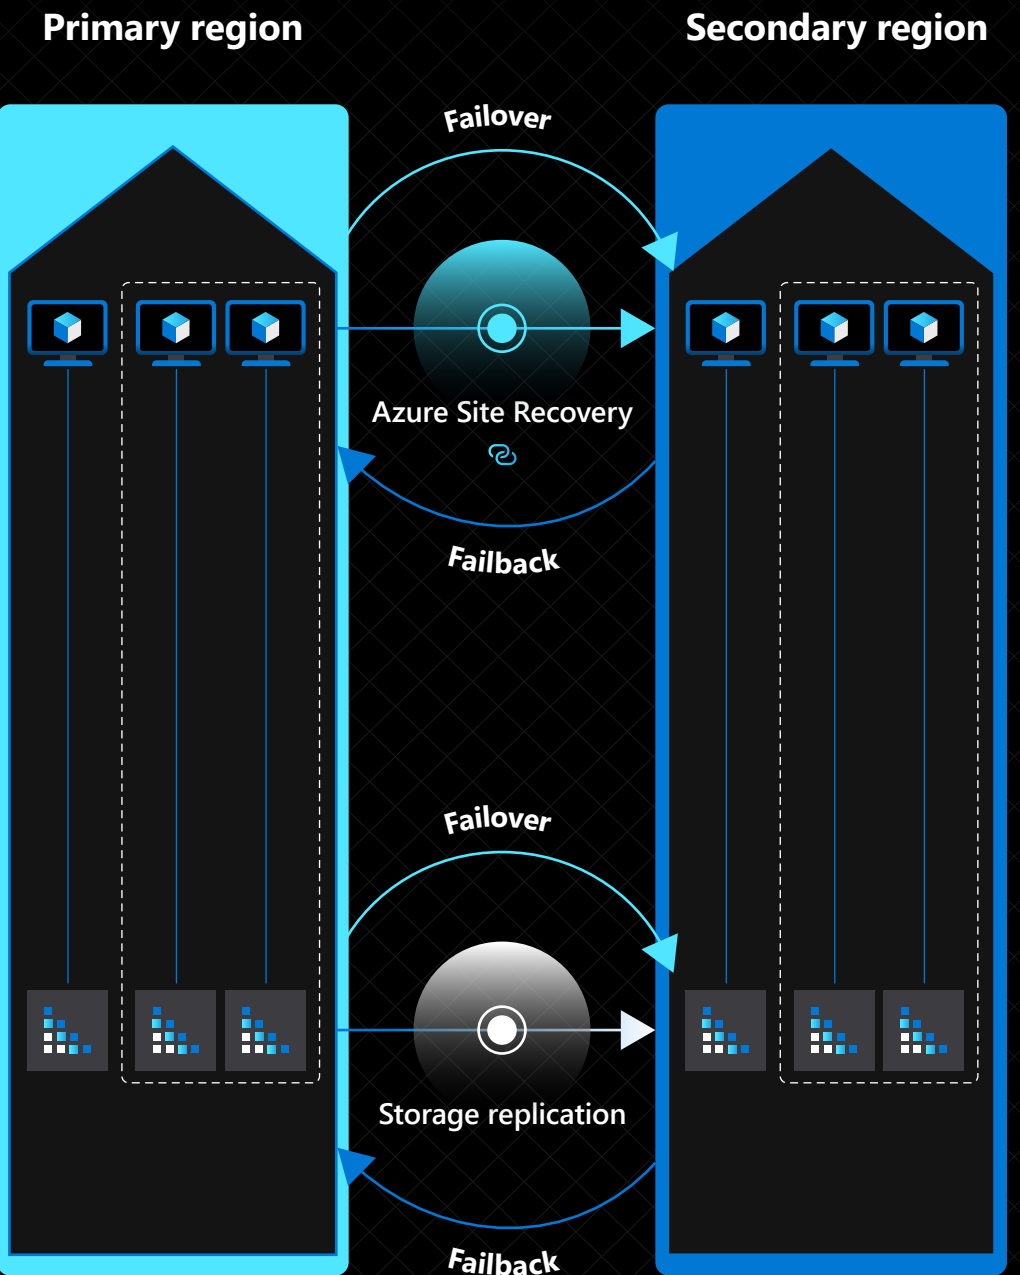 Primary region
Secondary region
Failover
Azure Site Recovery
Failback
Failover
Storage replication
Failback